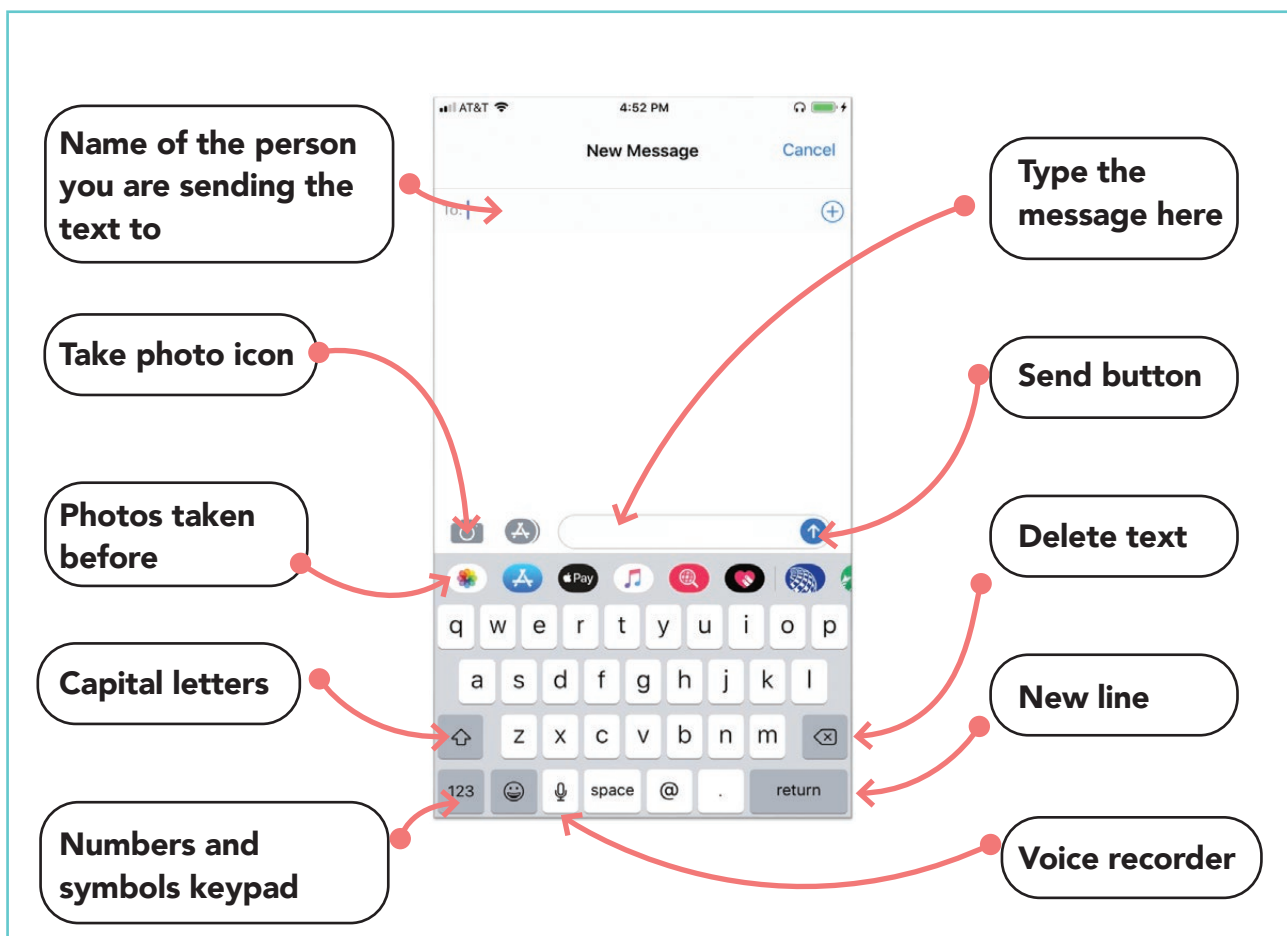 AT&T
4:52 PM
Name of the person
you are sending the
text to
New Message
Cancel
Type the
message here
To:
Take photo icon
Send button
Photos taken
before
Delete text
Pay
q w e r t y u i o p
Capital letters
a s d f g h j k l
New line
z x c v b n m
123
space
@
.
return
Numbers and
symbols keypad
Voice recorder